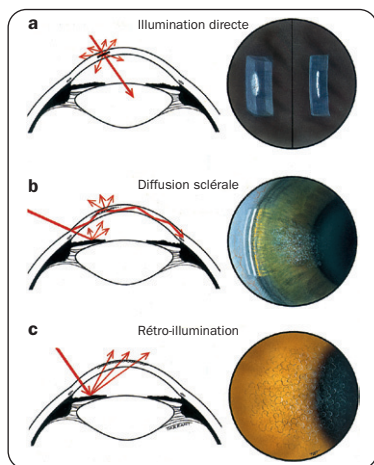 a Illumination directe
b Diffusion sclérale
c Rétro-illumination